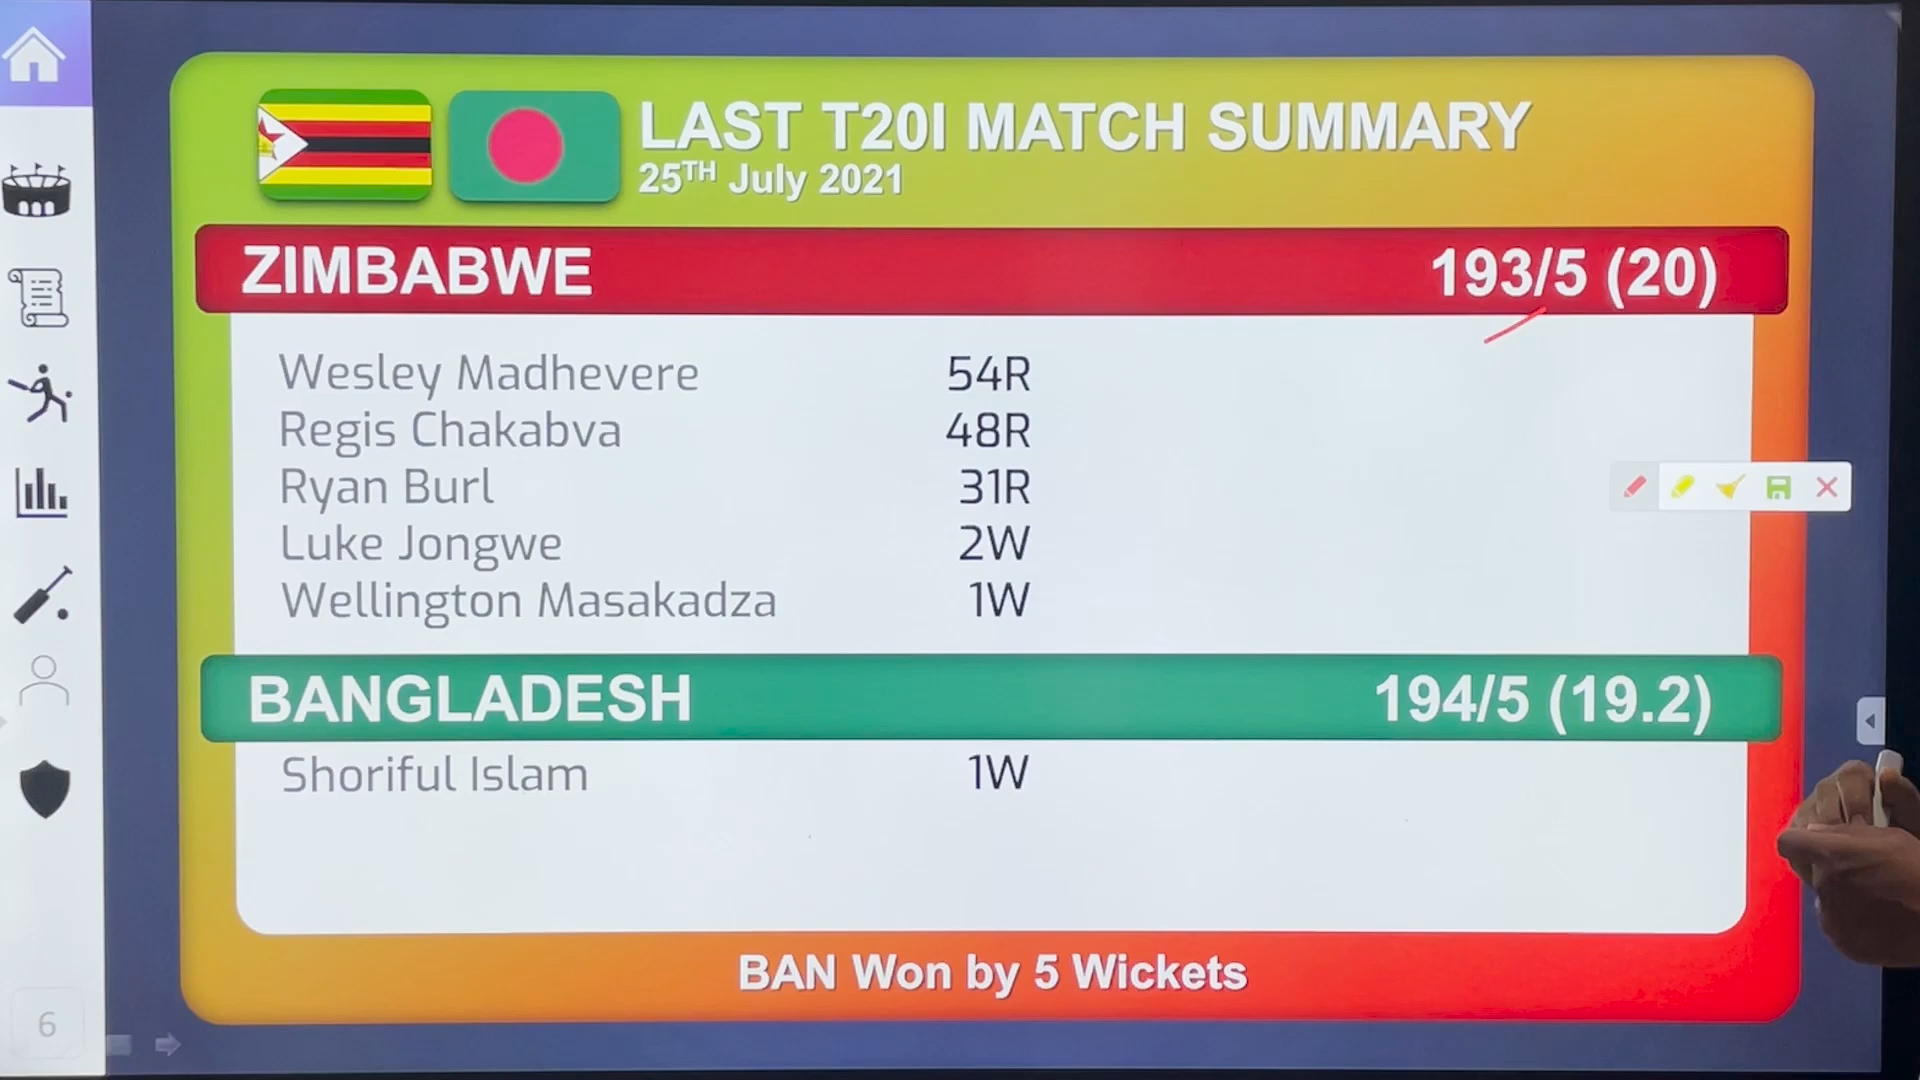 LAST T20I MATCH SUMMARY
25TH July 2021
ZIMBABWE 193/5 (20)
Wesley Madhevere 54R
Regis Chakabva 48R
Ryan Burl 31R
Luke Jongwe 2W
Wellington Masakadza 1W
BANGLADESH 194/5 (19.2)
Shoriful Islam 1W
BAN Won by 5 Wickets
6